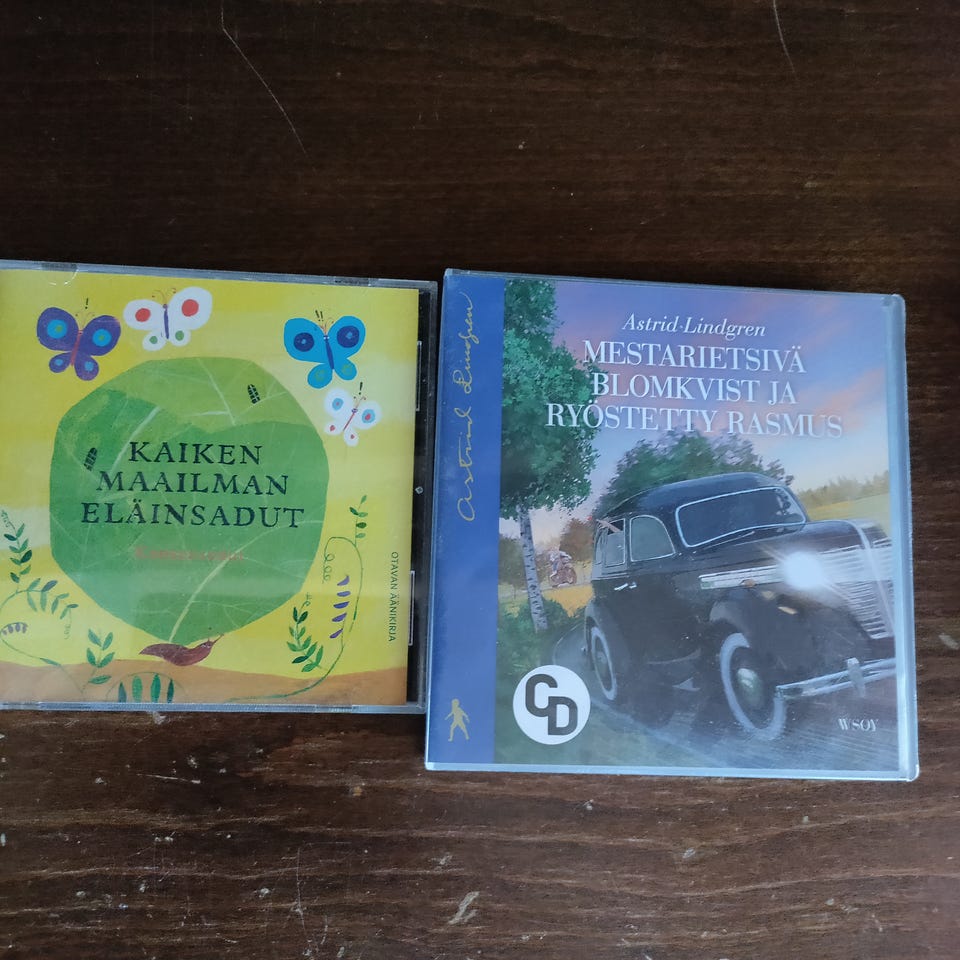 KAIKEN
MAAILMAN
ELÄINSADUT
OTAVAN ÄÄNIKIRJA
Astrid Lindgren
Astrid Lindgren
MESTARIETSIVÄ
BLOMKVIST JA
RYÖSTETTY RASMUS
CD
WSOY